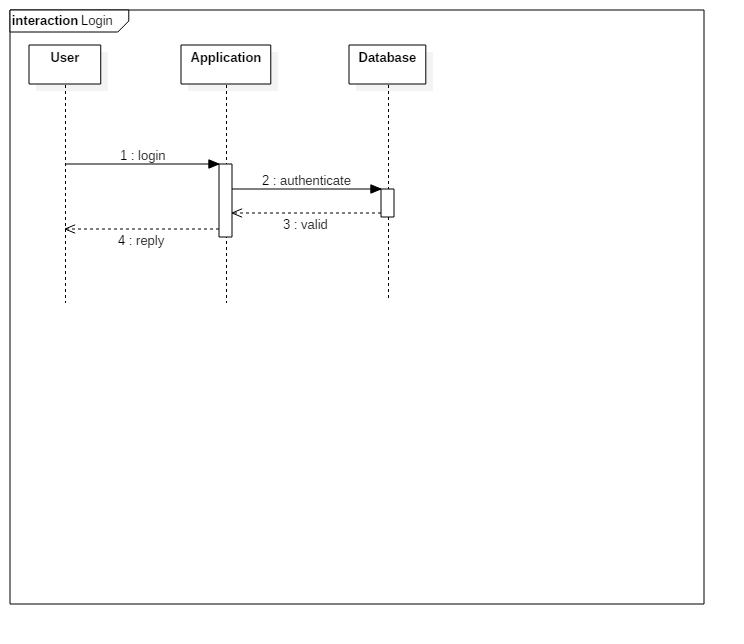 interaction Login
User
Application
Database
1 : login
2 : authenticate
3 : valid
4 : reply